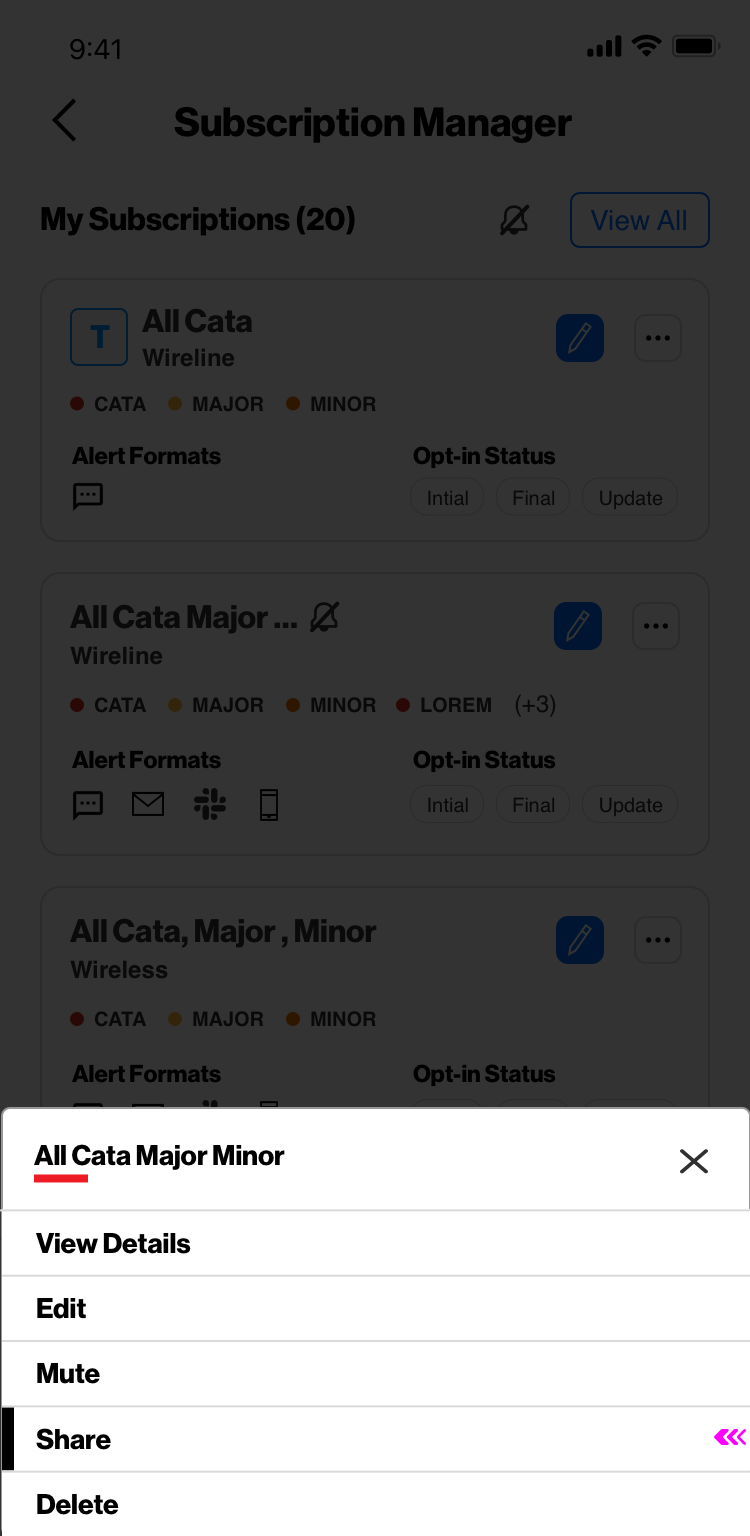 9:41
Subscription Manager
My Subscriptions (20)
View All
T
All Cata
Wireline
CATA MAJOR MINOR
Alert Formats Opt-in Status
Intial Final Update
All Cata Major ...
Wireline
CATA MAJOR MINOR LOREM (+3)
Alert Formats Opt-in Status
Intial Final Update
All Cata, Major , Minor
Wireless
CATA MAJOR MINOR
Alert Formats Opt-in Status
All Cata Major Minor
View Details
Edit
Mute
Share
Delete